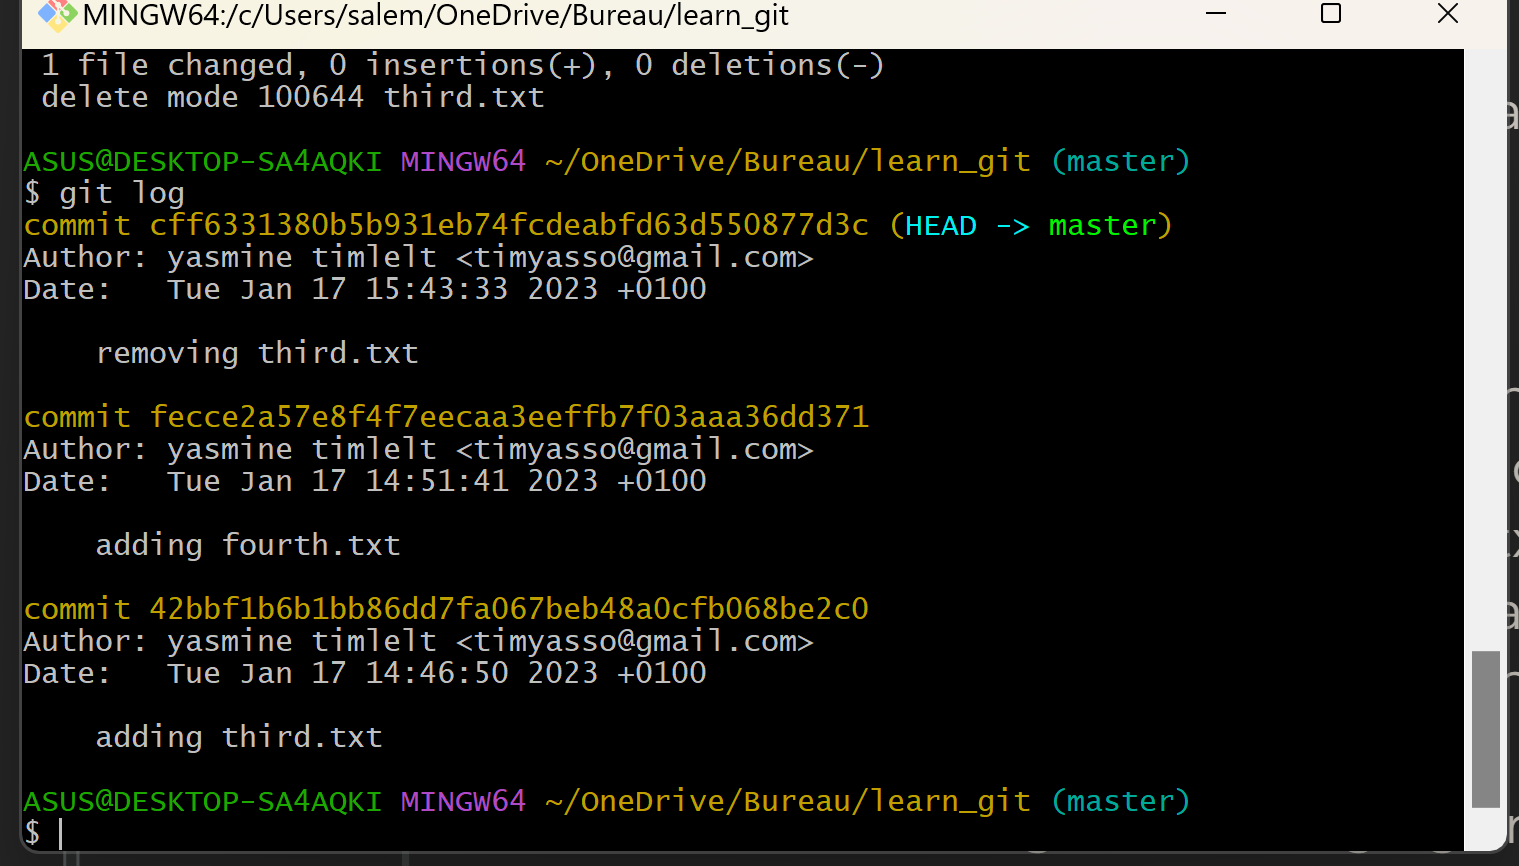 MINGW64:/c/Users/salem/OneDrive/Bureau/learn_git
1 file changed, 0 insertions(+), 0 deletions(-)
delete mode 100644 third.txt
ASUS@DESKTOP-SA4AQKI MINGW64 ~/OneDrive/Bureau/learn_git (master)
$ git log
commit cff6331380b5b931eb74fcdeabfd63d550877d3c (HEAD -> master)
Author: yasmine timlelt <timyasso@gmail.com>
Date:   Tue Jan 17 15:43:33 2023 +0100
removing third.txt
commit fecce2a57e8f4f7eecaa3eeffb7f03aaa36dd371
Author: yasmine timlelt <timyasso@gmail.com>
Date:   Tue Jan 17 14:51:41 2023 +0100
adding fourth.txt
commit 42bbf1b6b1bb86dd7fa067beb48a0cfb068be2c0
Author: yasmine timlelt <timyasso@gmail.com>
Date:   Tue Jan 17 14:46:50 2023 +0100
adding third.txt
ASUS@DESKTOP-SA4AQKI MINGW64 ~/OneDrive/Bureau/learn_git (master)
$